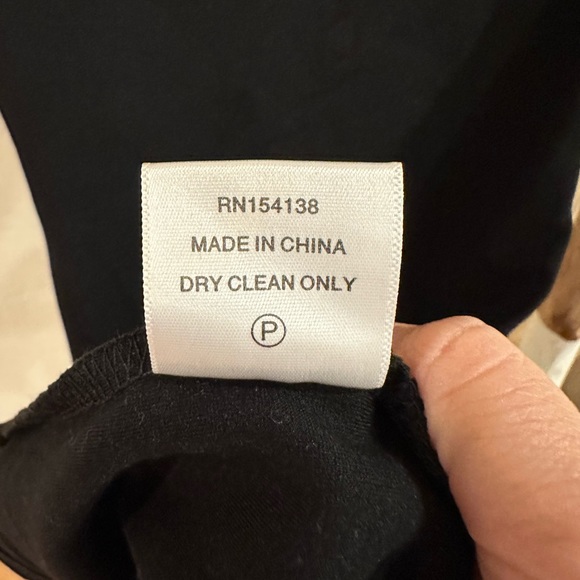 RN154138
MADE IN CHINA
DRY CLEAN ONLY
P